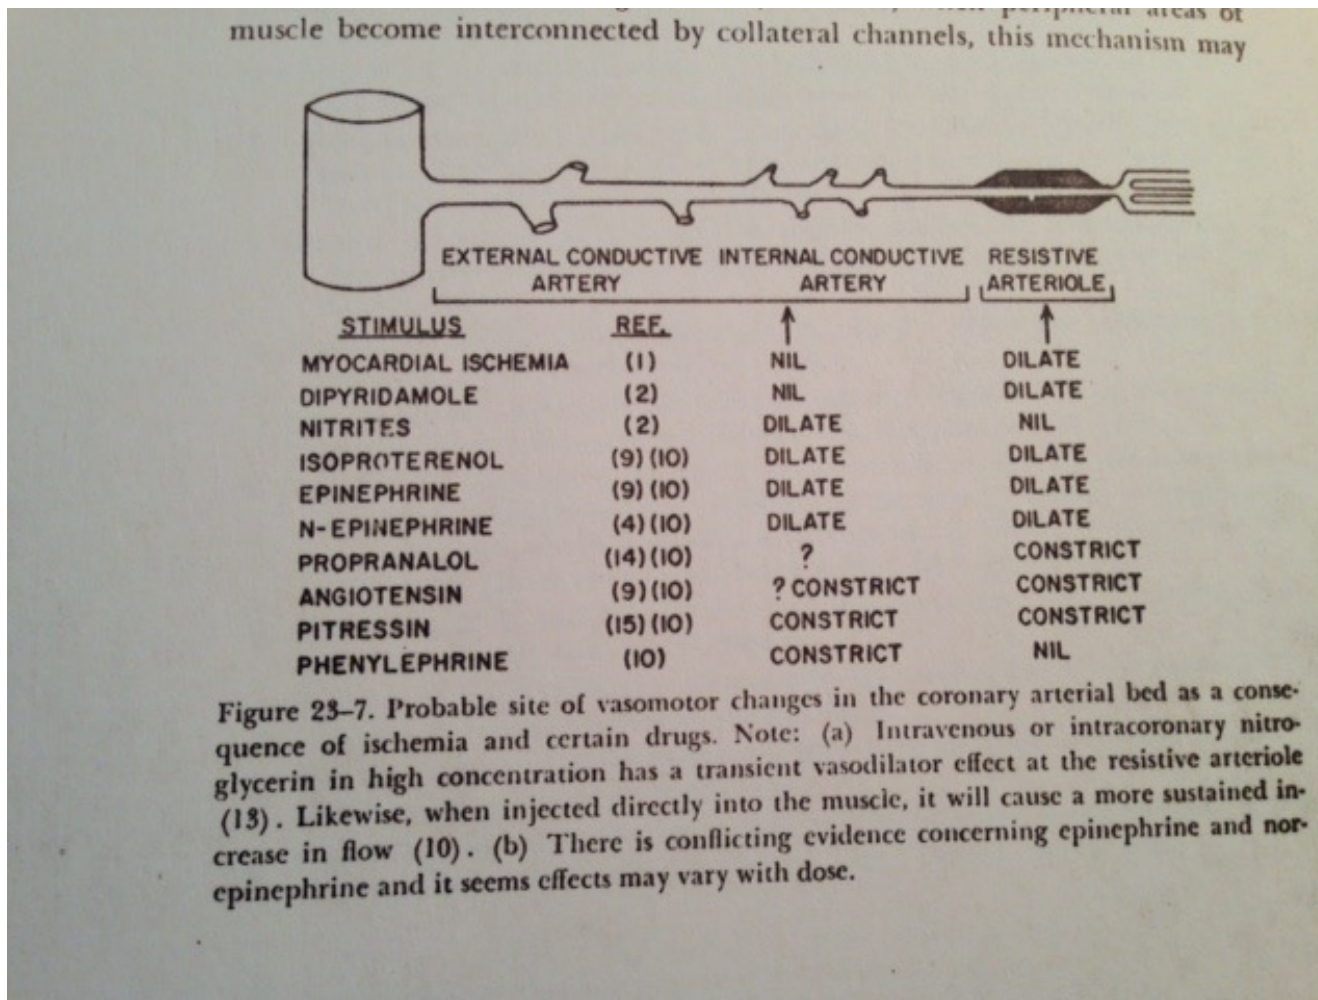 peripheral areas of
muscle become interconnected by collateral channels, this mechanism may
EXTERNAL CONDUCTIVE INTERNAL CONDUCTIVE RESISTIVE
ARTERY ARTERY ARTERIOLE
STIMULUS REF.
MYOCARDIAL ISCHEMIA (1) NIL DILATE
DIPYRIDAMOLE (2) NIL DILATE
NITRITES (2) DILATE NIL
ISOPROTERENOL (9)(10) DILATE DILATE
EPINEPHRINE (9)(10) DILATE DILATE
N-EPINEPHRINE (4)(10) DILATE DILATE
PROPRANALOL (14)(10) ? CONSTRICT
ANGIOTENSIN (9)(10) ? CONSTRICT CONSTRICT
PITRESSIN (15)(10) CONSTRICT CONSTRICT
PHENYLEPHRINE (10) CONSTRICT NIL
Figure 23–7. Probable site of vasomotor changes in the coronary arterial bed as a conse-
quence of ischemia and certain drugs. Note: (a) Intravenous or intracoronary nitro-
glycerin in high concentration has a transient vasodilator effect at the resistive arteriole
(13). Likewise, when injected directly into the muscle, it will cause a more sustained in-
crease in flow (10). (b) There is conflicting evidence concerning epinephrine and nor-
epinephrine and it seems effects may vary with dose.